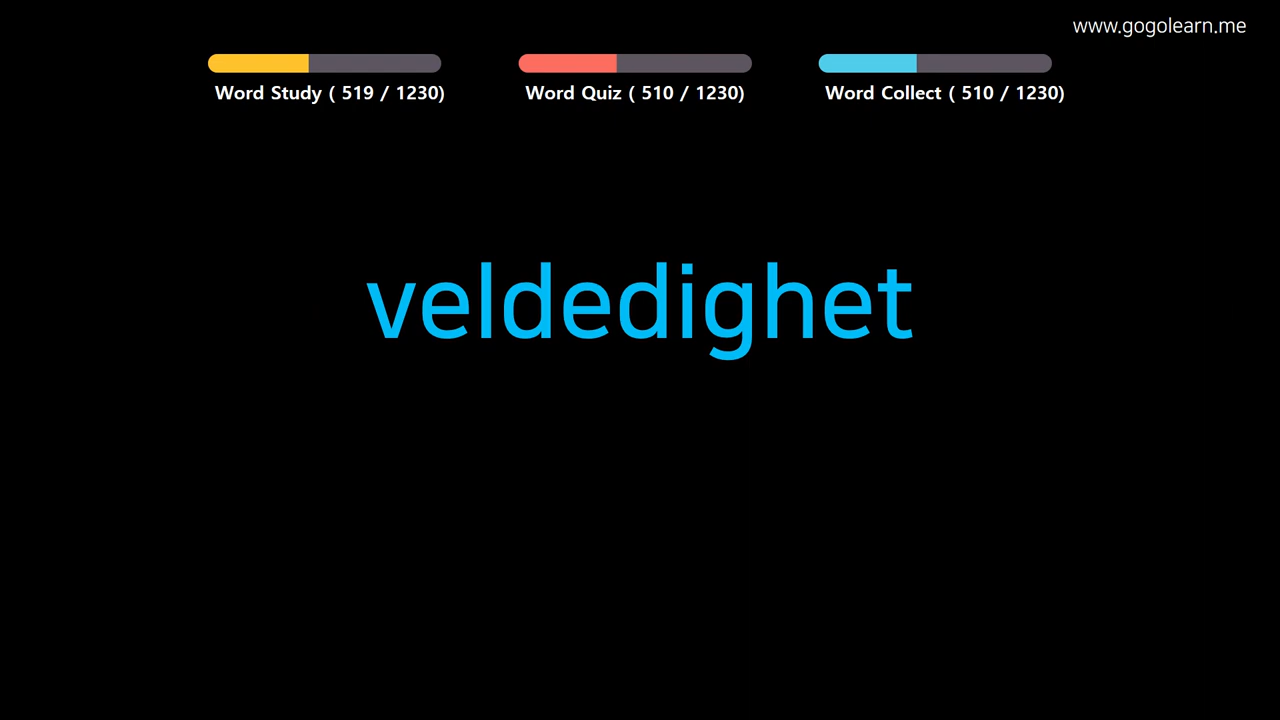 www.gogolearn.me
Word Study ( 519 / 1230)
Word Quiz ( 510 / 1230)
Word Collect ( 510 / 1230)
veldedighet